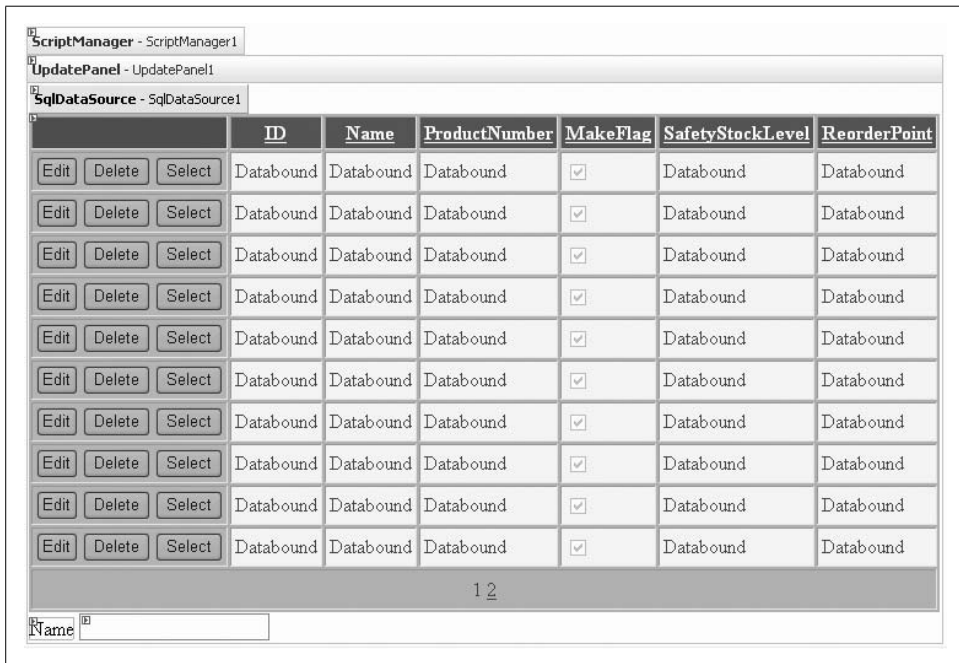 ScriptManager - ScriptManager1
UpdatePanel - UpdatePanel1
SqlDataSource - SqlDataSource1
ID Name ProductNumber MakeFlag SafetyStockLevel ReorderPoint
Edit Delete Select Databound Databound Databound Databound Databound
Edit Delete Select Databound Databound Databound Databound Databound
Edit Delete Select Databound Databound Databound Databound Databound
Edit Delete Select Databound Databound Databound Databound Databound
Edit Delete Select Databound Databound Databound Databound Databound
Edit Delete Select Databound Databound Databound Databound Databound
Edit Delete Select Databound Databound Databound Databound Databound
Edit Delete Select Databound Databound Databound Databound Databound
Edit Delete Select Databound Databound Databound Databound Databound
Edit Delete Select Databound Databound Databound Databound Databound
1 2
Name